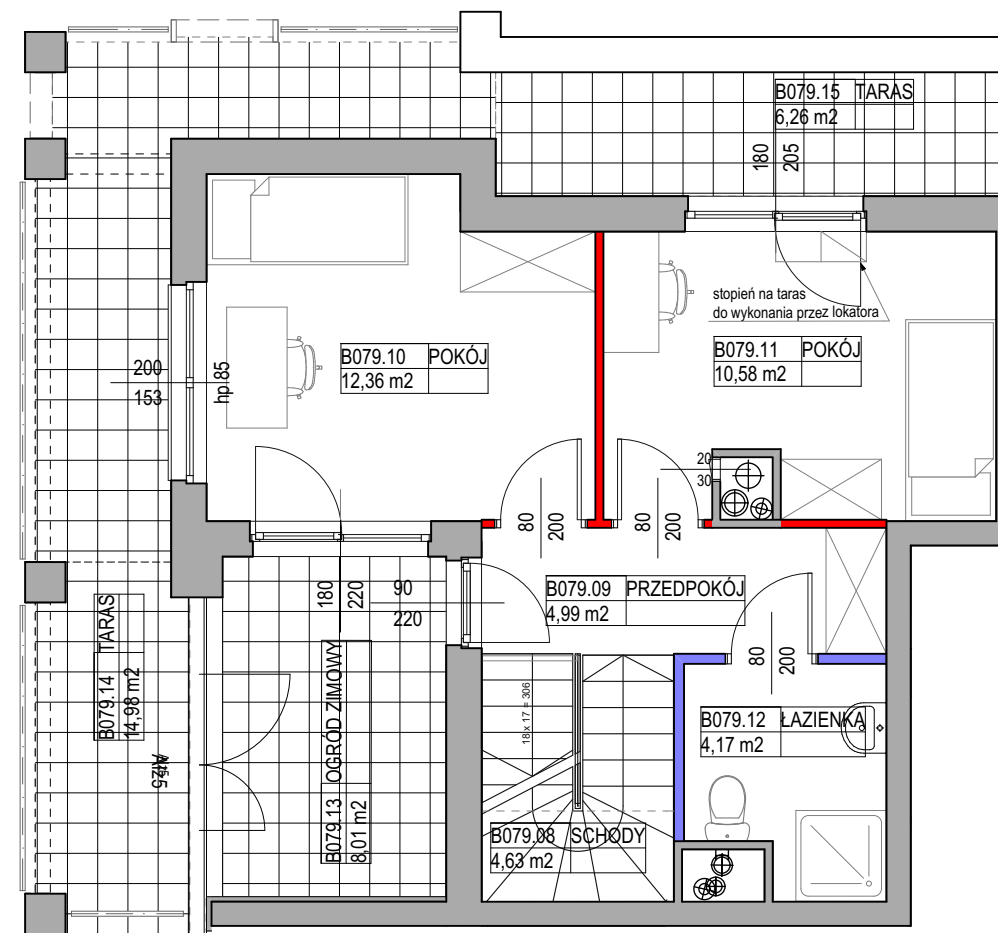 B079.15 TARAS
6,26 m2
180
205
stopień na taras
do wykonania przez lokatora
B079.10 POKÓJ
12,36 m2
B079.11 POKÓJ
10,58 m2
200
153
hp.85
20
30
80
200
80
200
180
220
90
220
B079.09 PRZEDPOKÓJ
4,99 m2
80
200
B079.14 TARAS
14,98 m2
B079.13 OGRÓD ZIMOWY
8,01 m2
18x 17 = 306
B079.12 ŁAZIENKA
4,17 m2
B079.08 SCHODY
4,63 m2